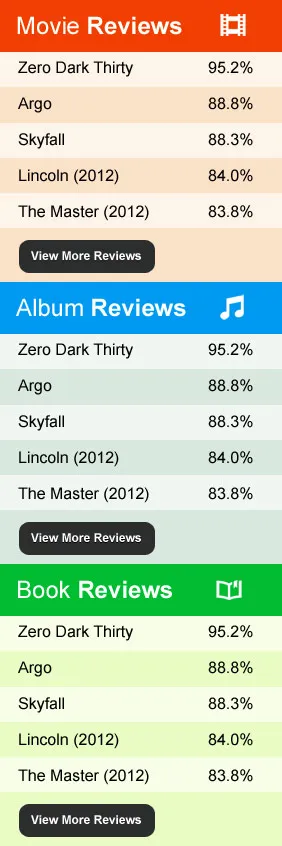 Movie Reviews
Zero Dark Thirty 95.2%
Argo 88.8%
Skyfall 88.3%
Lincoln (2012) 84.0%
The Master (2012) 83.8%
View More Reviews
Album Reviews
Zero Dark Thirty 95.2%
Argo 88.8%
Skyfall 88.3%
Lincoln (2012) 84.0%
The Master (2012) 83.8%
View More Reviews
Book Reviews
Zero Dark Thirty 95.2%
Argo 88.8%
Skyfall 88.3%
Lincoln (2012) 84.0%
The Master (2012) 83.8%
View More Reviews